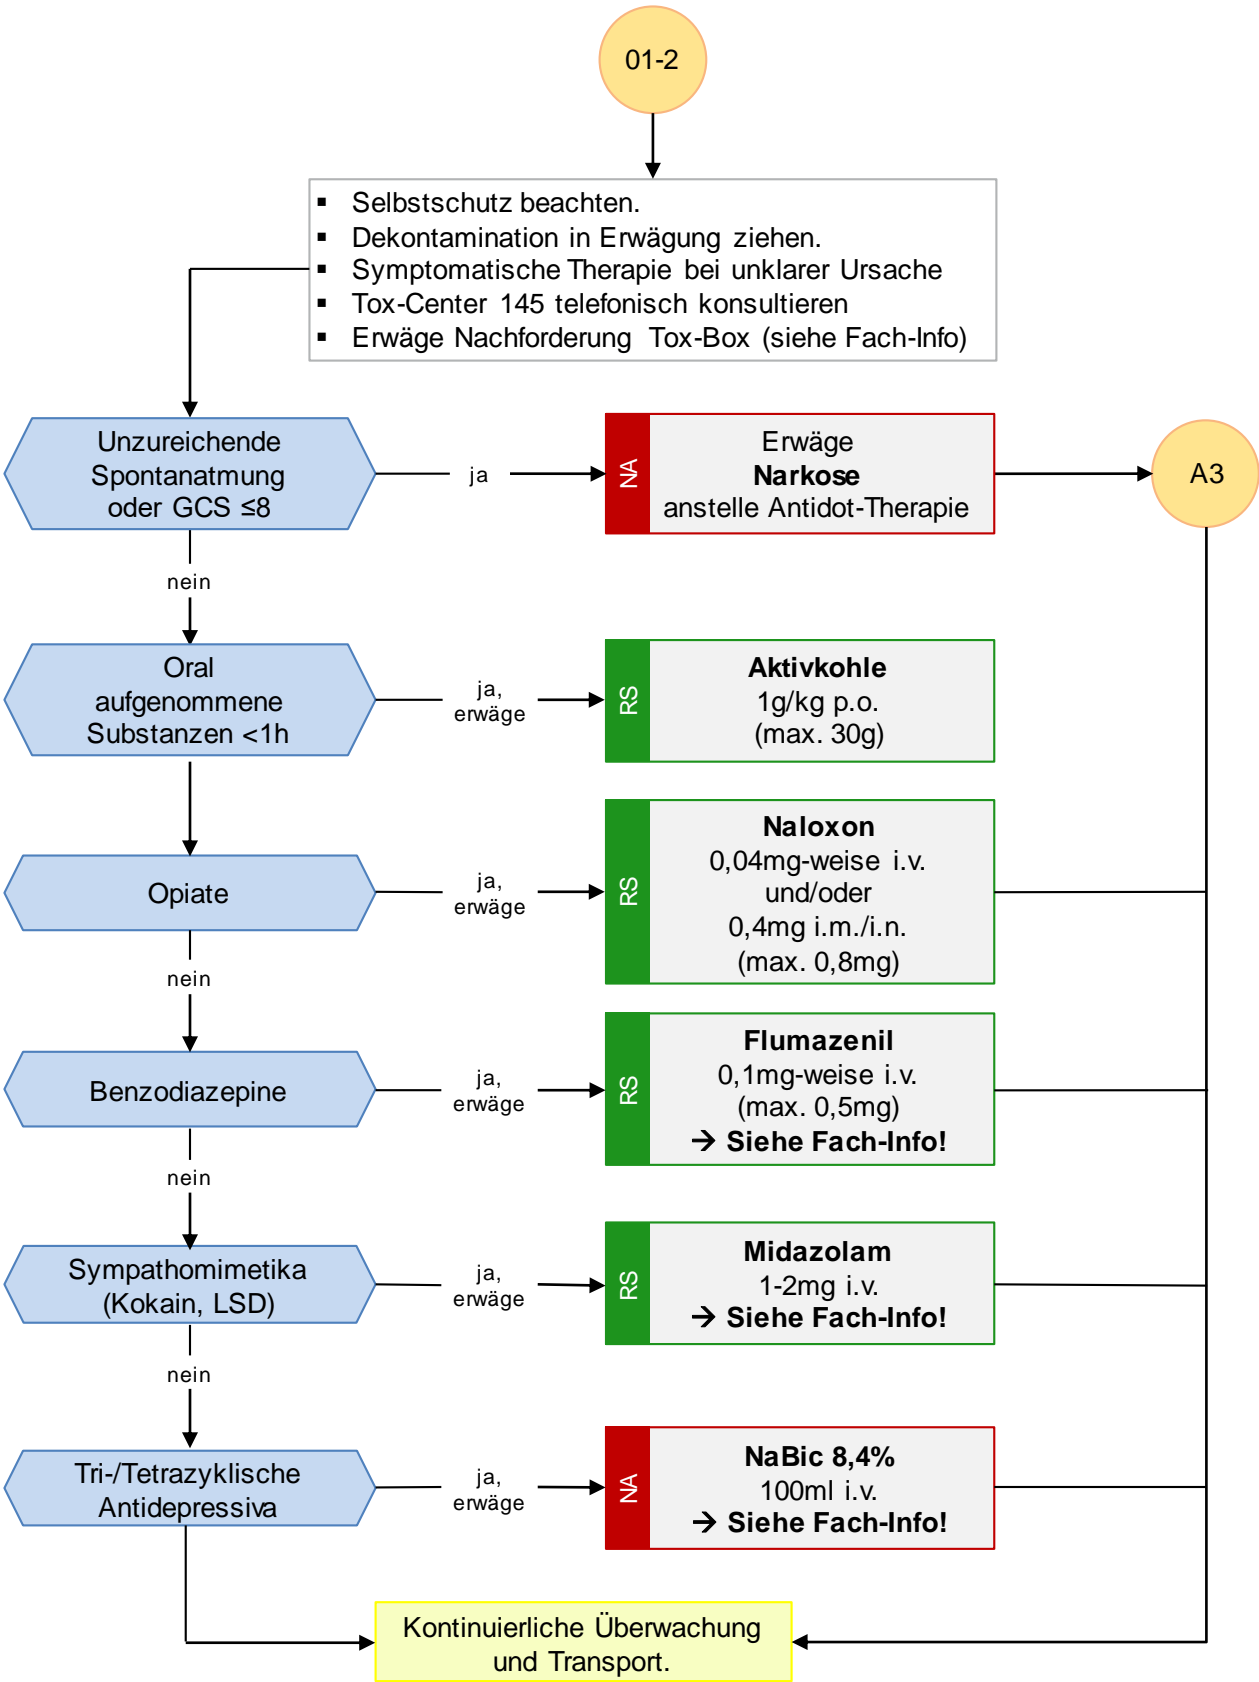 01-2
▪ Selbstschutz beachten.
▪ Dekontamination in Erwägung ziehen.
▪ Symptomatische Therapie bei unklarer Ursache
▪ Tox-Center 145 telefonisch konsultieren
▪ Erwäge Nachforderung Tox-Box (siehe Fach-Info)
Unzureichende
Spontanatmung
oder GCS ≤8
ja
NA
Erwäge
Narkose
anstelle Antidot-Therapie
A3
nein
Oral
aufgenommene
Substanzen <1h
ja,
erwäge
RS
Aktivkohle
1g/kg p.o.
(max. 30g)
Opiate
ja,
erwäge
RS
Naloxon
0,04mg-weise i.v.
und/oder
0,4mg i.m./i.n.
(max. 0,8mg)
nein
Benzodiazepine
ja,
erwäge
RS
Flumazenil
0,1mg-weise i.v.
(max. 0,5mg)
→ Siehe Fach-Info!
nein
Sympathomimetika
(Kokain, LSD)
ja,
erwäge
RS
Midazolam
1-2mg i.v.
→ Siehe Fach-Info!
nein
Tri-/Tetrazyklische
Antidepressiva
ja,
erwäge
NA
NaBic 8,4%
100ml i.v.
→ Siehe Fach-Info!
Kontinuierliche Überwachung
und Transport.